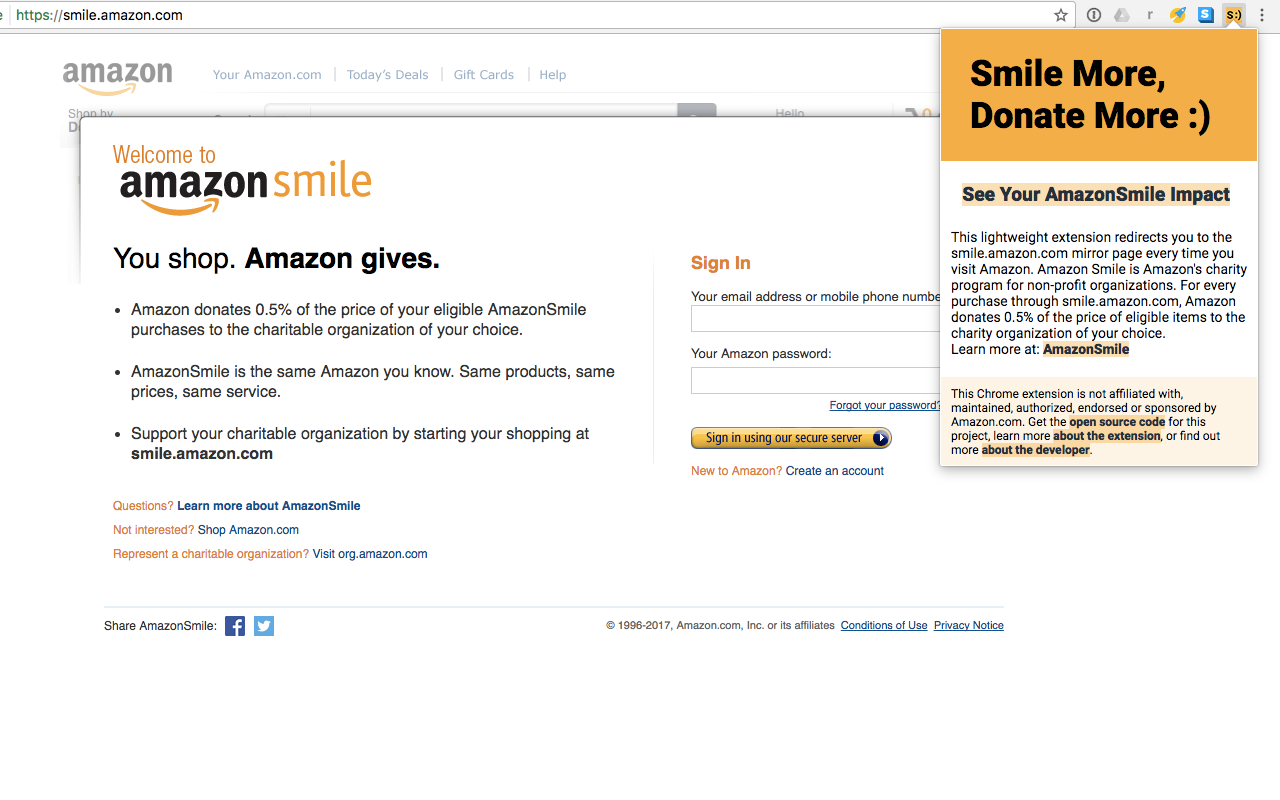 https://smile.amazon.com
r
S
s:)
amazon
Your Amazon.com
Today's Deals
Gift Cards
Help
Shop by
Hello
0
Welcome to
amazon smile
You shop. Amazon gives.
• Amazon donates 0.5% of the price of your eligible AmazonSmile
purchases to the charitable organization of your choice.
• AmazonSmile is the same Amazon you know. Same products, same
prices, same service.
• Support your charitable organization by starting your shopping at
smile.amazon.com
Questions? Learn more about AmazonSmile
Not interested? Shop Amazon.com
Represent a charitable organization? Visit org.amazon.com
Sign In
Your email address or mobile phone numbe
Your Amazon password:
Forgot your password?
Sign in using our secure server
New to Amazon? Create an account
Smile More,
Donate More :)
See Your AmazonSmile Impact
This lightweight extension redirects you to the
smile.amazon.com mirror page every time you
visit Amazon. Amazon Smile is Amazon's charity
program for non-profit organizations. For every
purchase through smile.amazon.com, Amazon
donates 0.5% of the price of eligible items to the
charity organization of your choice.
Learn more at: AmazonSmile
This Chrome extension is not affiliated with,
maintained, authorized, endorsed or sponsored by
Amazon.com. Get the open source code for this
project, learn more about the extension, or find out
more about the developer.
Share AmazonSmile:
© 1996-2017, Amazon.com, Inc. or its affiliates Conditions of Use Privacy Notice